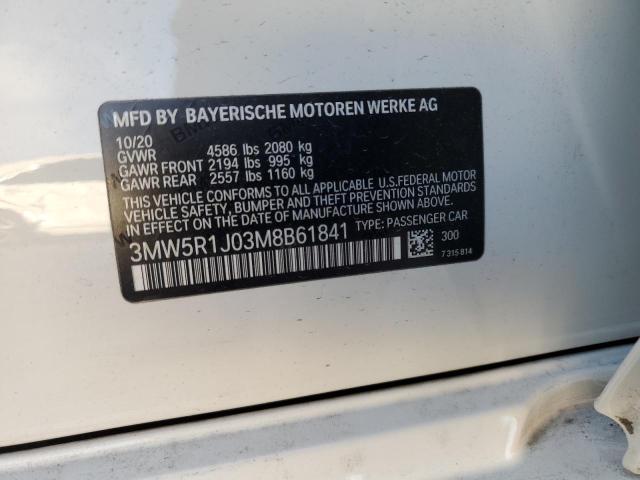 MFD BY BAYERISCHE MOTOREN WERKE AG
10/20
GVWR 4586 lbs 2080 kg
GAWR FRONT 2194 lbs 995 kg
GAWR REAR 2557 lbs 1160 kg
THIS VEHICLE CONFORMS TO ALL APPLICABLE U.S.FEDERAL MOTOR
VEHICLE SAFETY, BUMPER AND THEFT PREVENTION STANDARDS
IN EFFECT ON THE DATE OF MANUFACTURE SHOWN ABOVE.
3MW5R1J03M8B61841 TYPE: PASSENGER CAR
300
7 315 814